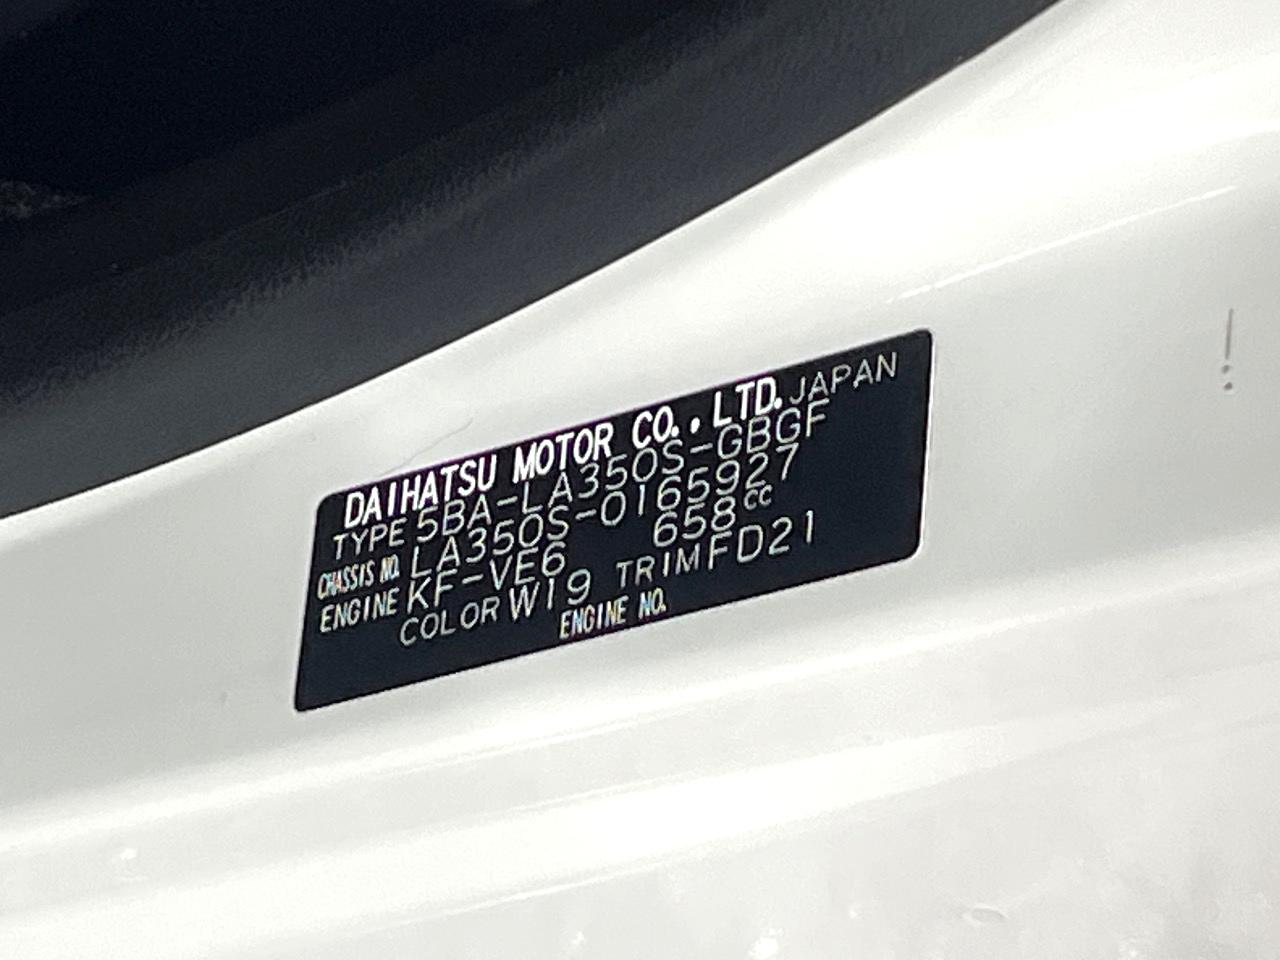 DAIHATSU MOTOR CO., LTD. JAPAN
TYPE 5BA-LA350S-GBGF
CHASSIS NO. LA350S-0165927
ENGINE KF-VE6 658cc
COLOR W19 TRIM FD21
ENGINE NO.